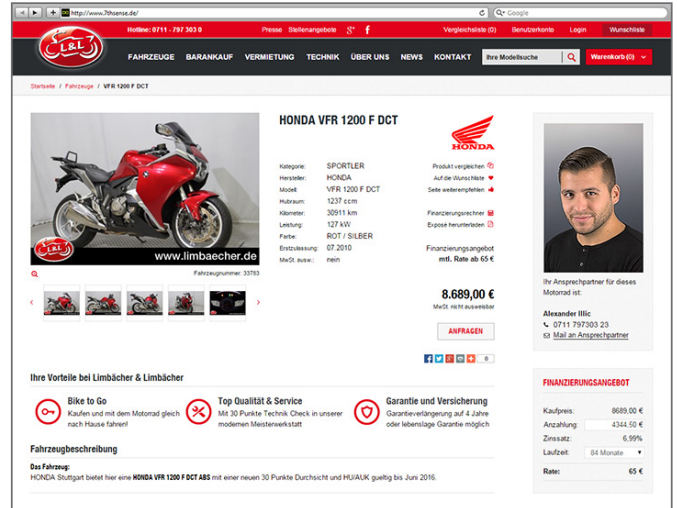 http://www.7thsense.de/
Google
Hotline: 0711 - 797 303 0
Presse Stellenangebote
Vergleichsliste (0) Benutzerkonto Login Wunschliste
L&L
FAHRZEUGE BARANKAUF VERMIETUNG TECHNIK ÜBER UNS NEWS KONTAKT
Ihre Modellsuche
Warenkorb (0)
Startseite / Fahrzeuge / VFR 1200 F DCT
HONDA VFR 1200 F DCT
HONDA
Kategorie: SPORTLER
Hersteller: HONDA
Modell: VFR 1200 F DCT
Hubraum: 1237 ccm
Kilometer: 30911 km
Leistung: 127 kW
Farbe: ROT / SILBER
Erstzulassung: 07.2010
MwSt. ausw.: nein
Produkt vergleichen
Auf die Wunschliste
Seite weiterempfehlen
Finanzierungsrechner
Exposé herunterladen
Finanzierungsangebot
mtl. Rate ab 65 €
L&L
www.limbaecher.de
Fahrzeugnummer: 33783
8.689,00 €
MwSt. nicht ausweisbar
ANFRAGEN
0
Ihr Ansprechpartner für dieses
Motorrad ist:
Alexander Illic
0711 797303 23
Mail an Ansprechpartner
Ihre Vorteile bei Limbächer & Limbächer
Bike to Go
Kaufen und mit dem Motorrad gleich
nach Hause fahren!
Top Qualität & Service
Mit 30 Punkte Technik Check in unserer
modernen Meisterwerkstatt
Garantie und Versicherung
Garantieverlängerung auf 4 Jahre
oder lebenslage Garantie möglich
Fahrzeugbeschreibung
Das Fahrzeug:
HONDA Stuttgart bietet hier eine HONDA VFR 1200 F DCT ABS mit einer neuen 30 Punkte Durchsicht und HU/AUK gueltig bis Juni 2016.
FINANZIERUNGSANGEBOT
Kaufpreis: 8689,00 €
Anzahlung: 4344,50 €
Zinssatz: 6,99%
Laufzeit: 84 Monate
Rate: 65 €